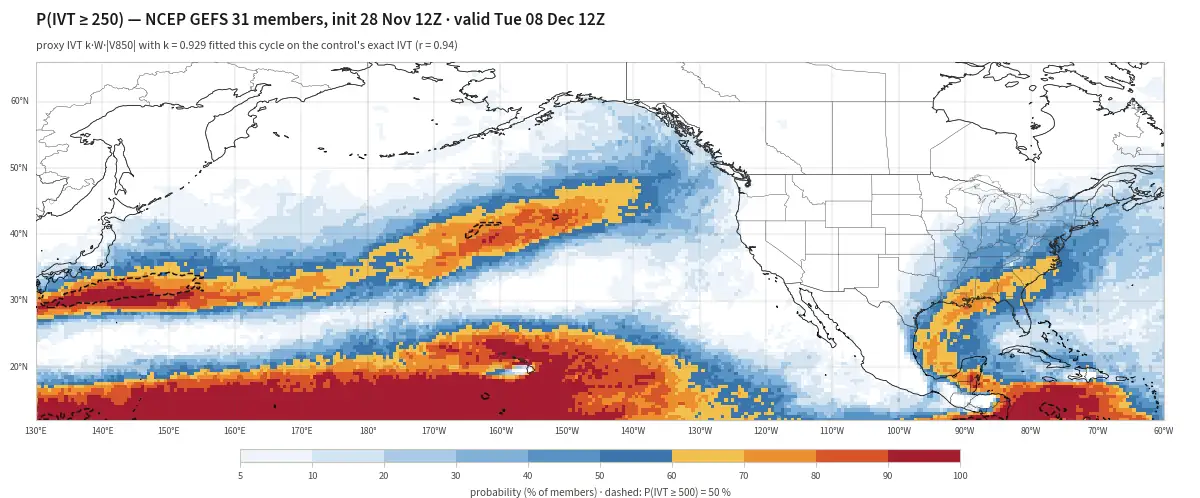 P(IVT ≥ 250) — NCEP GEFS 31 members, init 28 Nov 12Z · valid Tue 08 Dec 12Z
proxy IVT k·W·|V850| with k = 0.929 fitted this cycle on the control's exact IVT (r = 0.94)
60°N
50°N
40°N
30°N
20°N
130°E 140°E 150°E 160°E 170°E 180° 170°W 160°W 150°W 140°W 130°W 120°W 110°W 100°W 90°W 80°W 70°W 60°W
5 10 20 30 40 50 60 70 80 90 100
probability (% of members) · dashed: P(IVT ≥ 500) = 50 %